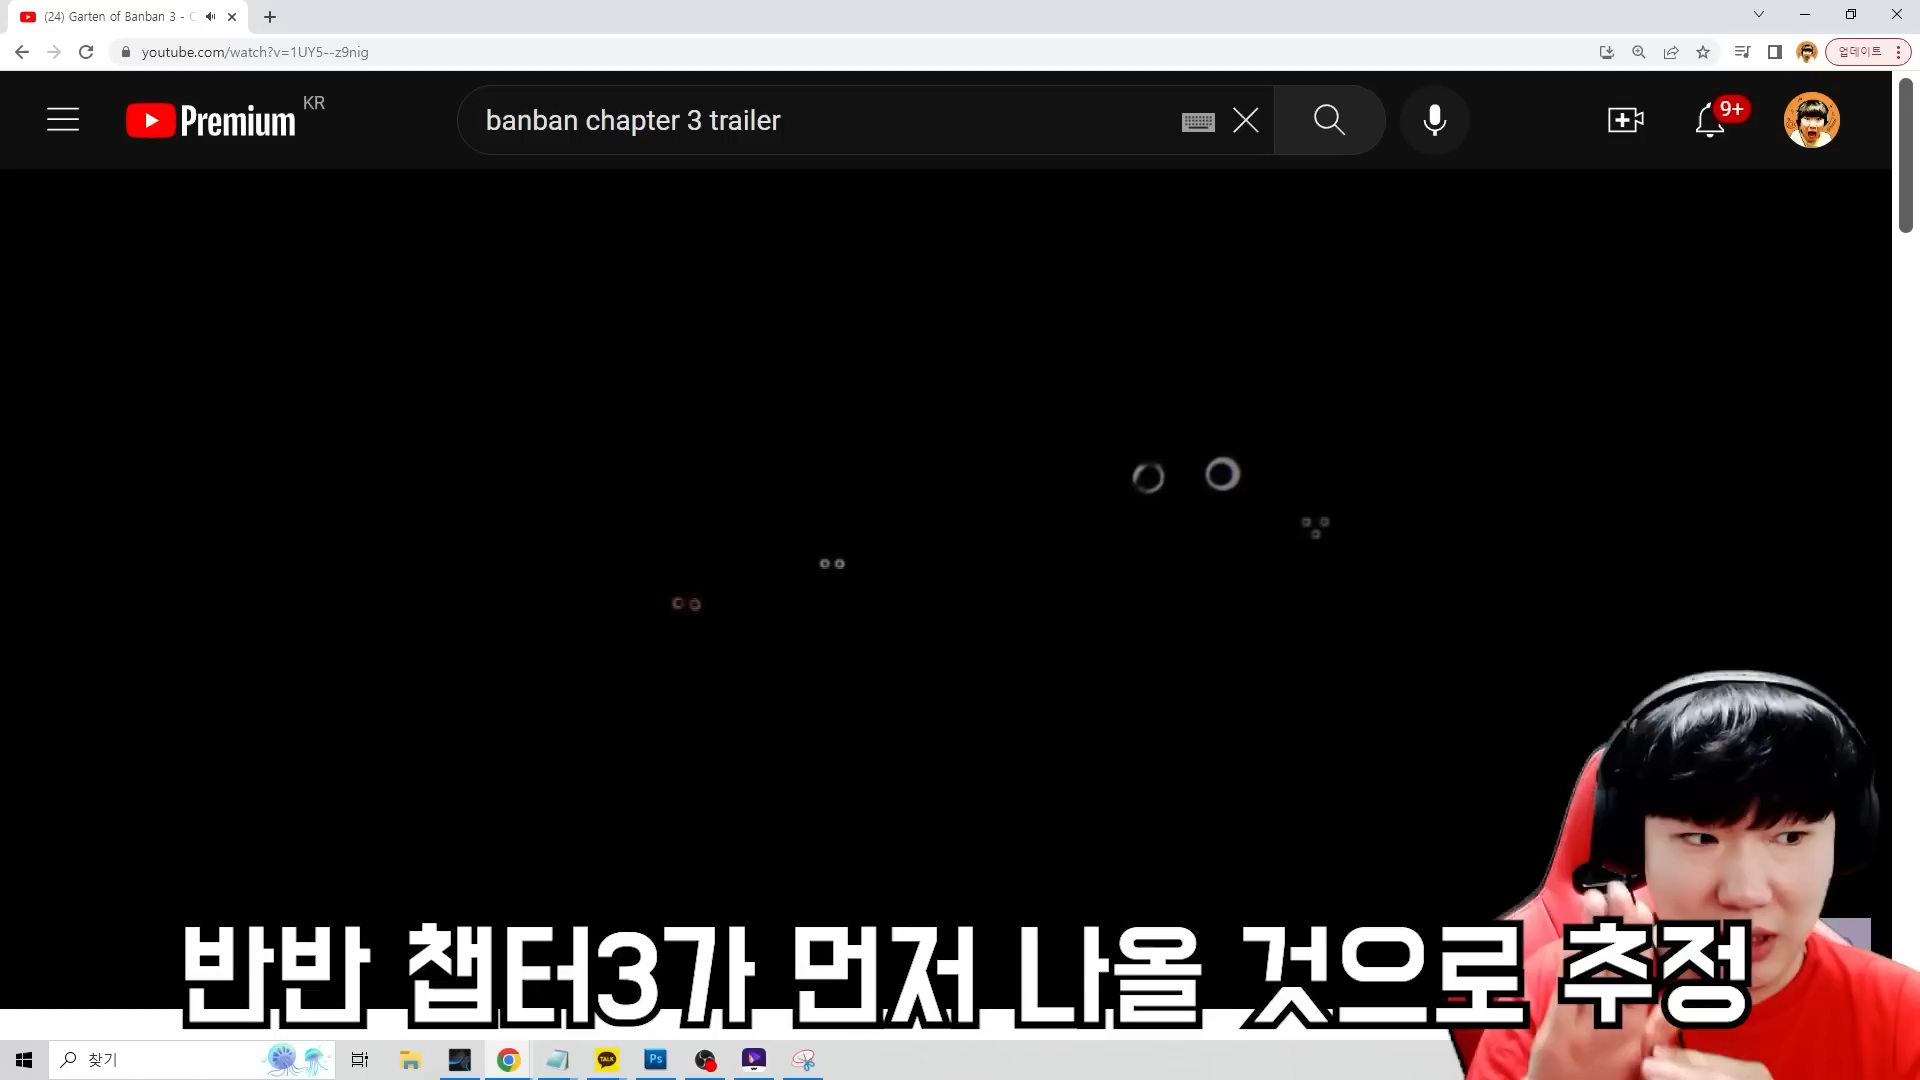 (24) Garten of Banban 3 - C
youtube.com/watch?v=1UY5--z9nig
업데이트
Premium
KR
banban chapter 3 trailer
9+
반반 챕터3가 먼저 나올 것으로 추정
찾기
TALK
Ps